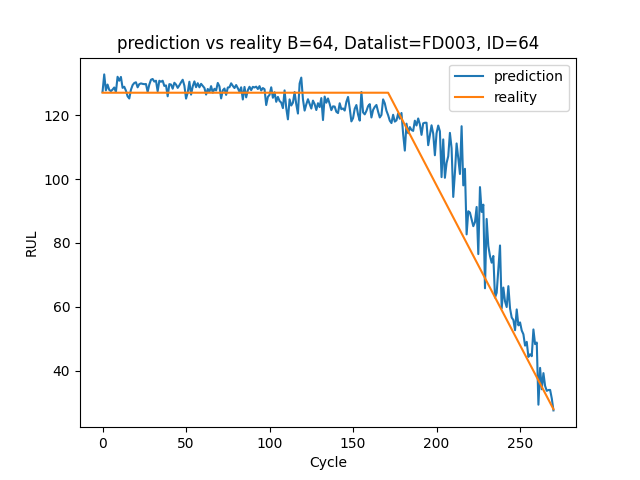 prediction vs reality B=64, Datalist=FD003, ID=64
prediction
reality
RUL
120
100
80
60
40
0
50
100
150
200
250
Cycle